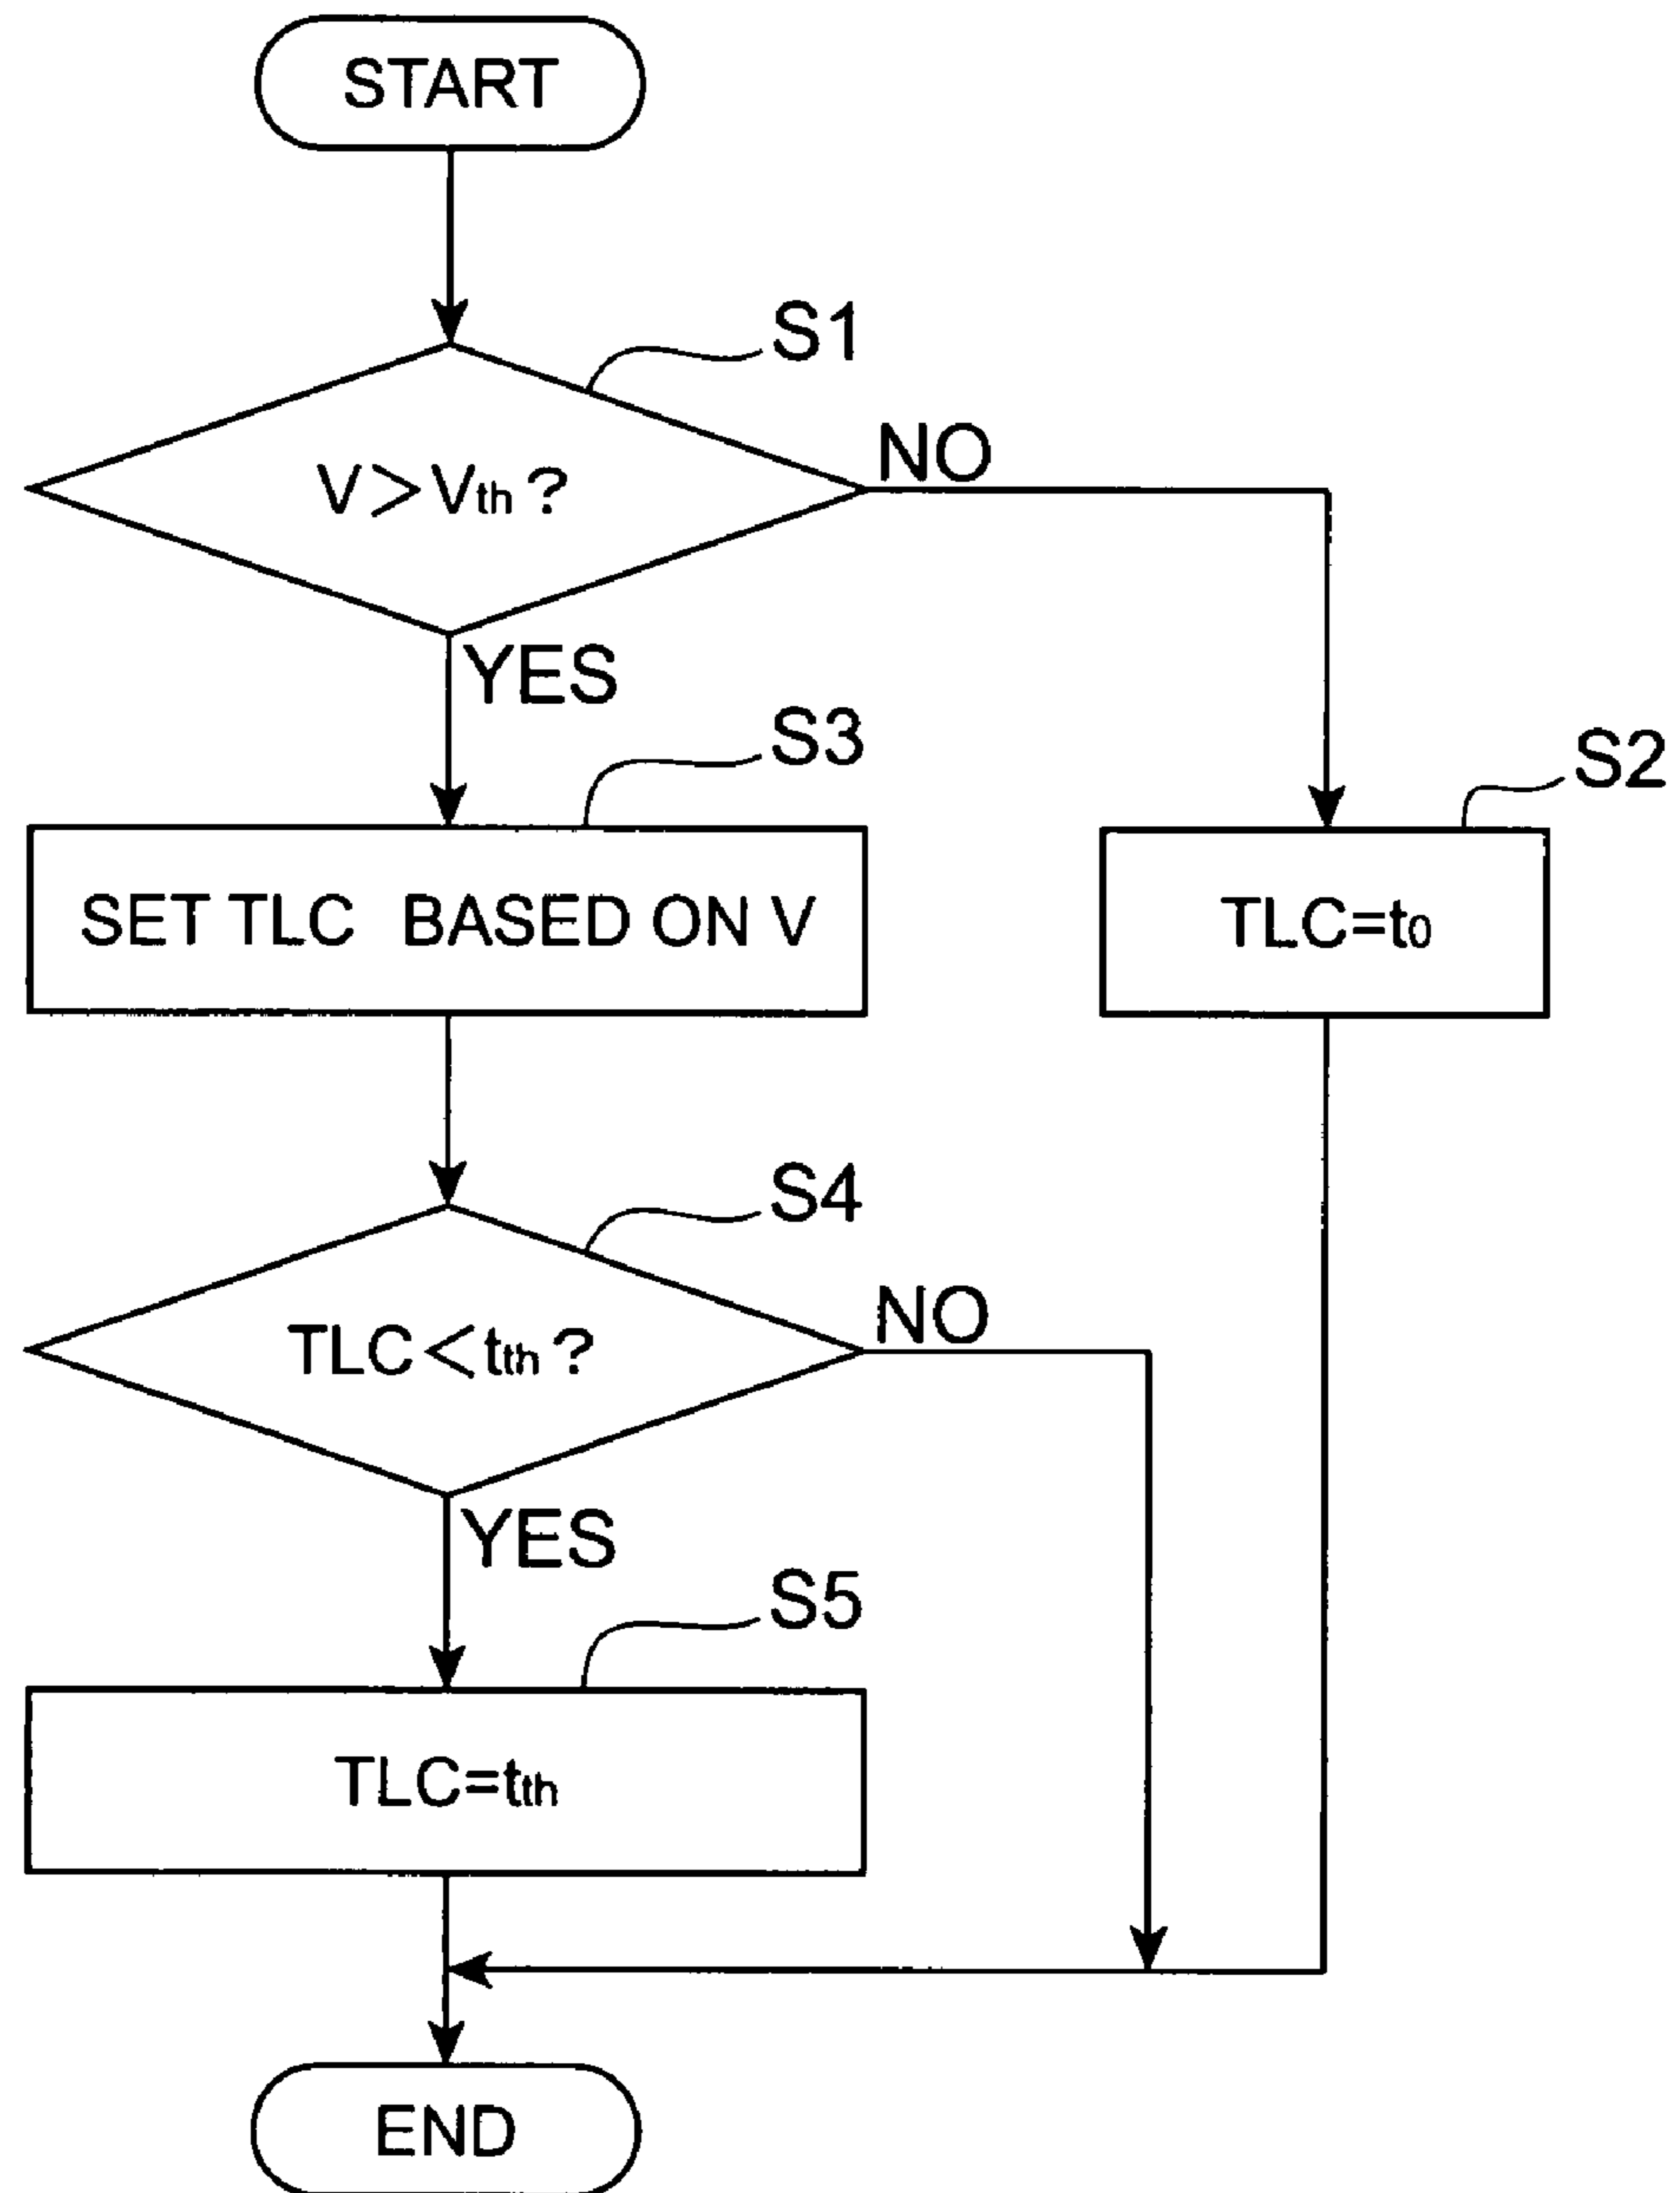 START
S1
V>Vth?
NO
YES
S3
S2
SET TLC BASED ON V
TLC=t0
S4
TLC<tth?
NO
YES
S5
TLC=tth
END